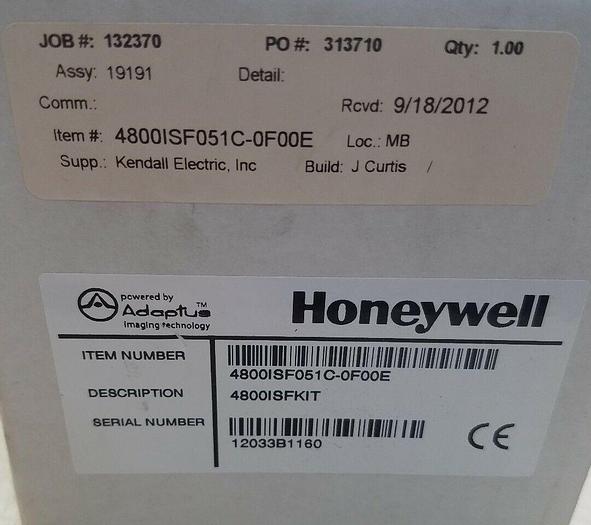 JOB #: 132370 PO #: 313710 Qty: 1.00
Assy: 19191 Detail:
Comm.: Rcvd: 9/18/2012
Item #: 4800ISF051C-0F00E Loc.: MB
Supp.: Kendall Electric, Inc Build: J Curtis /
powered by
Adaptus™
Imaging technology
Honeywell
ITEM NUMBER
4800ISF051C-0F00E
DESCRIPTION 4800ISFKIT
SERIAL NUMBER
12033B1160
CE